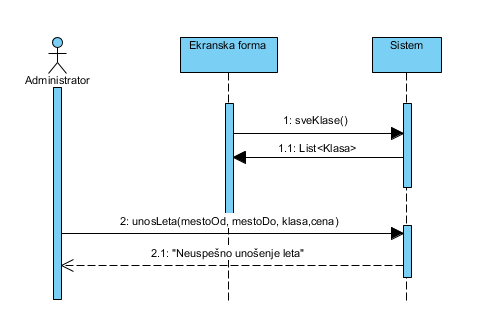 Ekranska forma
Sistem
Administrator
1: sveKlase()
1.1: List<Klasa>
2: unosLeta(mestoOd, mestoDo, klasa,cena)
2.1: "Neuspešno unošenje leta"